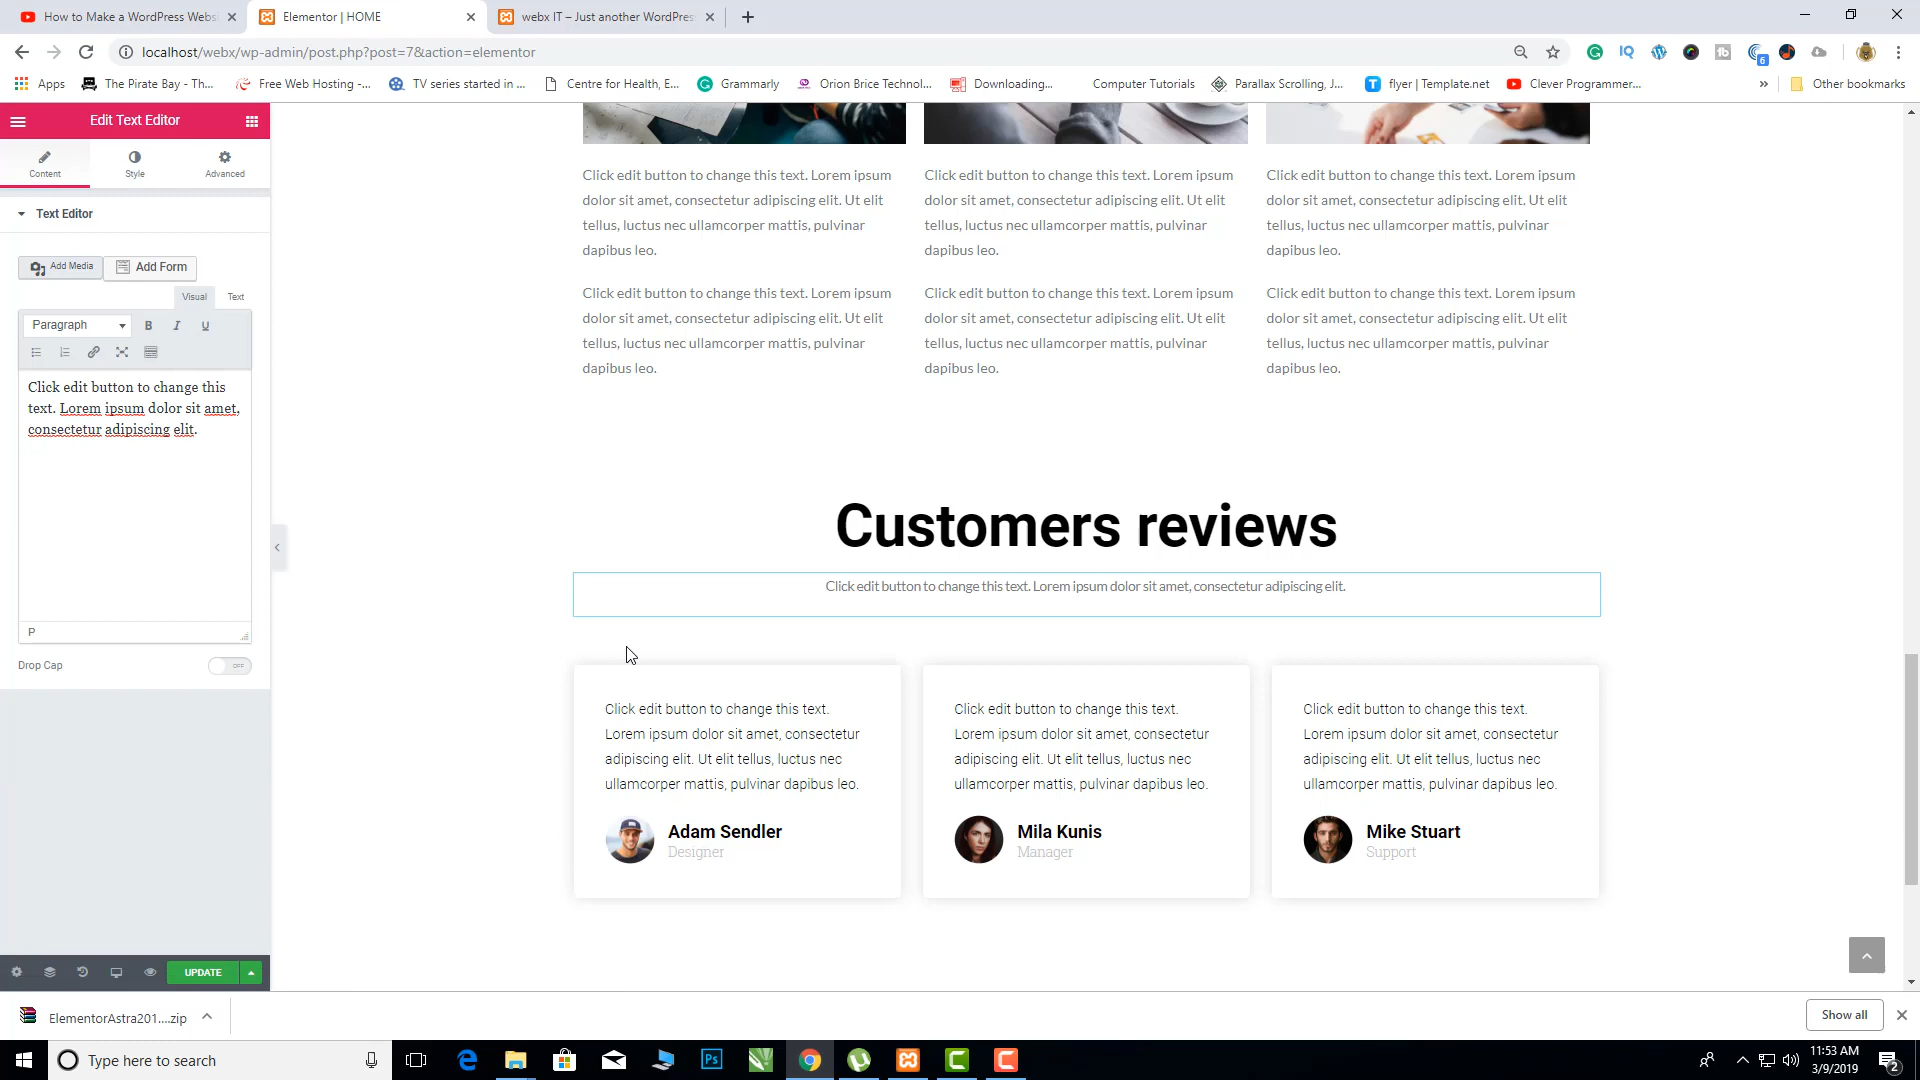 How to Make a WordPress Websi
Elementor | HOME
webx IT – Just another WordPres
localhost/webx/wp-admin/post.php?post=7&action=elementor
Apps
The Pirate Bay - Th...
Free Web Hosting -...
TV series started in ...
Centre for Health, E...
Grammarly
Orion Brice Technol...
Downloading...
Computer Tutorials
Parallax Scrolling, J...
flyer | Template.net
Clever Programmer...
»
Other bookmarks
Edit Text Editor
Content
Style
Advanced
Text Editor
Add Media
Add Form
Visual
Text
Paragraph
B
I
U
Click edit button to change this
text. Lorem ipsum dolor sit amet,
consectetur adipiscing elit.
P
Drop Cap
OFF
UPDATE
Click edit button to change this text. Lorem ipsum
dolor sit amet, consectetur adipiscing elit. Ut elit
tellus, luctus nec ullamcorper mattis, pulvinar
dapibus leo.
Click edit button to change this text. Lorem ipsum
dolor sit amet, consectetur adipiscing elit. Ut elit
tellus, luctus nec ullamcorper mattis, pulvinar
dapibus leo.
Click edit button to change this text. Lorem ipsum
dolor sit amet, consectetur adipiscing elit. Ut elit
tellus, luctus nec ullamcorper mattis, pulvinar
dapibus leo.
Click edit button to change this text. Lorem ipsum
dolor sit amet, consectetur adipiscing elit. Ut elit
tellus, luctus nec ullamcorper mattis, pulvinar
dapibus leo.
Click edit button to change this text. Lorem ipsum
dolor sit amet, consectetur adipiscing elit. Ut elit
tellus, luctus nec ullamcorper mattis, pulvinar
dapibus leo.
Click edit button to change this text. Lorem ipsum
dolor sit amet, consectetur adipiscing elit. Ut elit
tellus, luctus nec ullamcorper mattis, pulvinar
dapibus leo.
Customers reviews
Click edit button to change this text. Lorem ipsum dolor sit amet, consectetur adipiscing elit.
Click edit button to change this text.
Lorem ipsum dolor sit amet, consectetur
adipiscing elit. Ut elit tellus, luctus nec
ullamcorper mattis, pulvinar dapibus leo.
Adam Sendler
Designer
Click edit button to change this text.
Lorem ipsum dolor sit amet, consectetur
adipiscing elit. Ut elit tellus, luctus nec
ullamcorper mattis, pulvinar dapibus leo.
Mila Kunis
Manager
Click edit button to change this text.
Lorem ipsum dolor sit amet, consectetur
adipiscing elit. Ut elit tellus, luctus nec
ullamcorper mattis, pulvinar dapibus leo.
Mike Stuart
Support
ElementorAstra201....zip
Show all
Type here to search
11:53 AM
3/9/2019
2